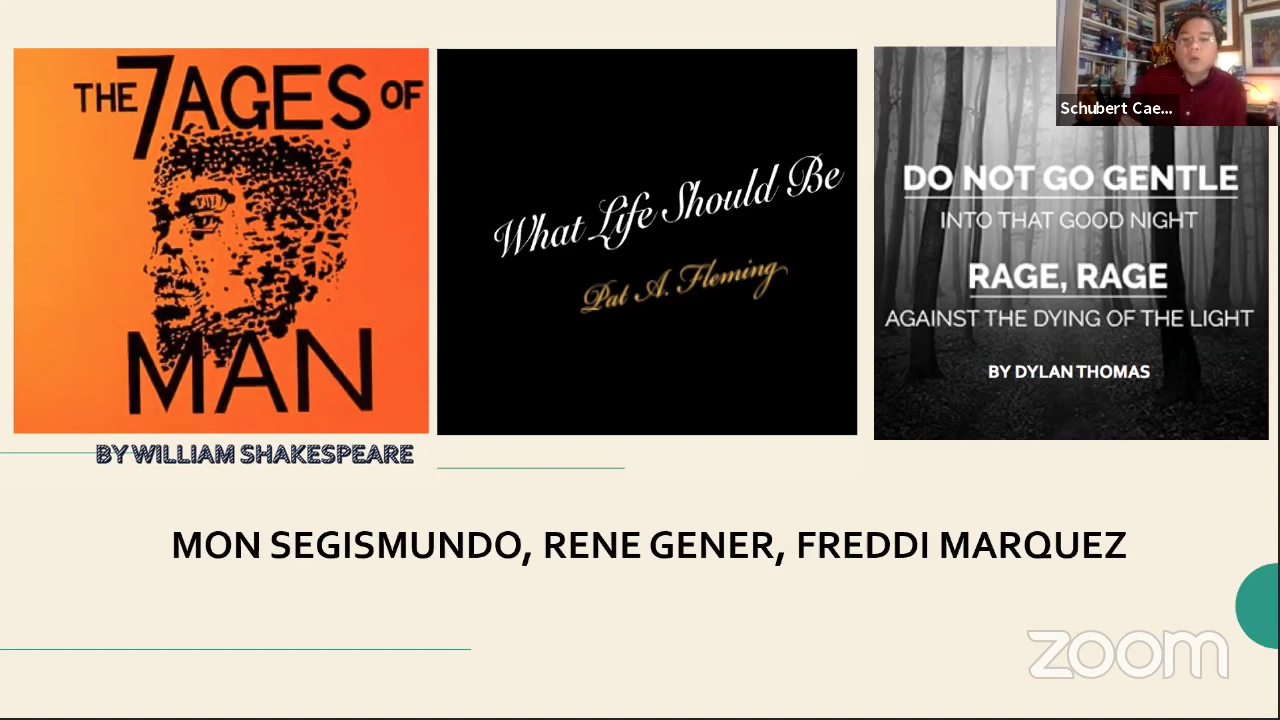 THE 7 AGES OF
MAN
BY WILLIAM SHAKESPEARE
What Life Should Be
Pat A. Fleming
Schubert Cae...
DO NOT GO GENTLE
INTO THAT GOOD NIGHT
RAGE, RAGE
AGAINST THE DYING OF THE LIGHT
BY DYLAN THOMAS
MON SEGISMUNDO, RENE GENER, FREDDI MARQUEZ
zoom